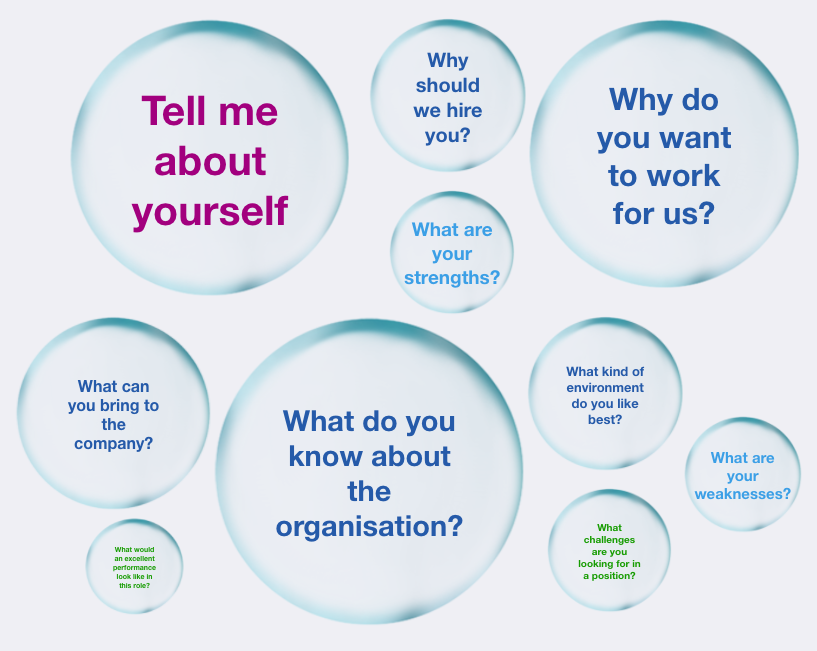 Tell me
about
yourself
Why
should
we hire
you?
Why do
you want
to work
for us?
What are
your
strengths?
What can
you bring to
the
company?
What do you
know about
the
organisation?
What kind of
environment
do you like
best?
What are
your
weaknesses?
What would
an excellent
performance
look like in
this role?
What
challenges
are you
looking for in
a position?